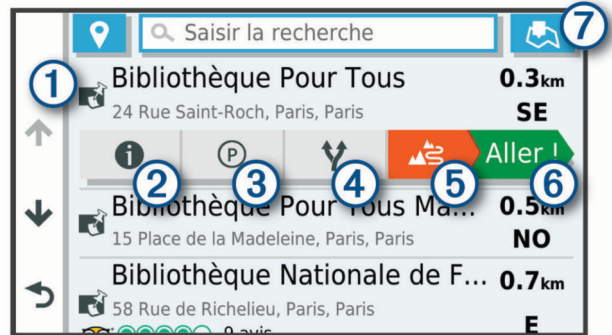 Saisir la recherche
7
1
Bibliothèque Pour Tous
0.3km
24 Rue Saint-Roch, Paris, Paris
SE
i
P
Aller !
2
3
4
5
6
Bibliothèque Pour Tous Ma...
0.5km
15 Place de la Madeleine, Paris, Paris
NO
Bibliothèque Nationale de F...
0.7km
58 Rue de Richelieu, Paris, Paris
E
9 avis